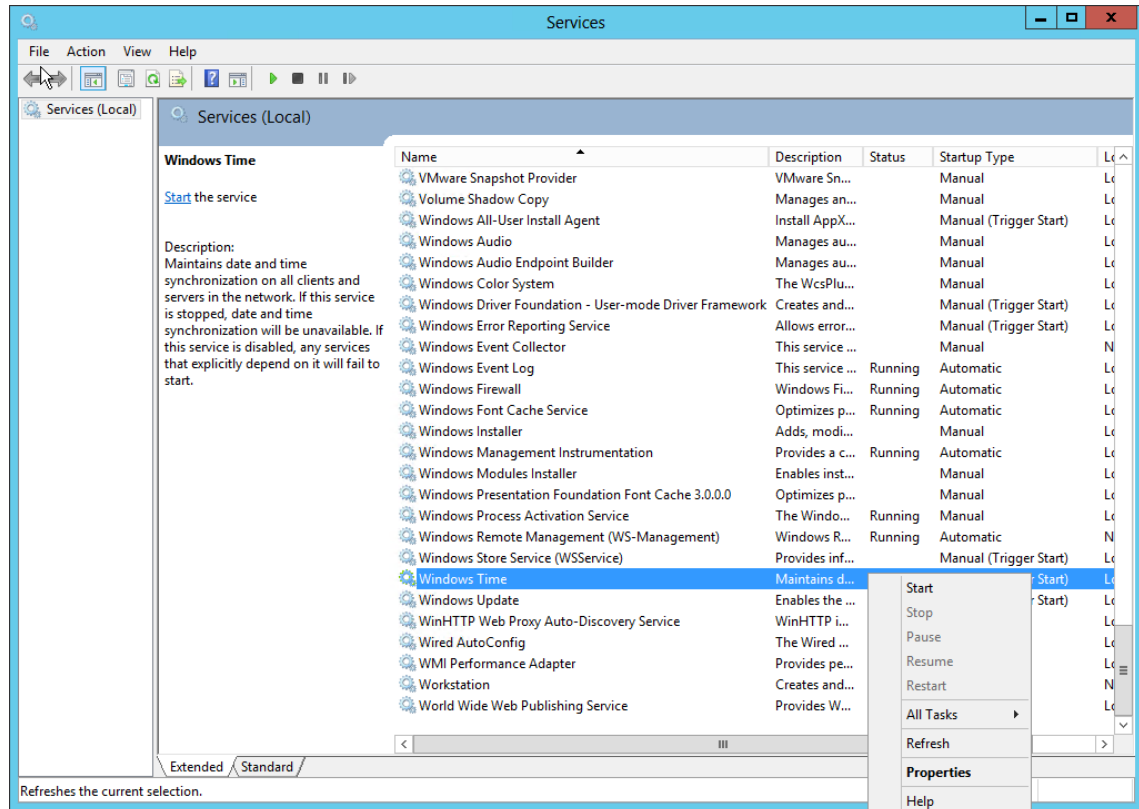 Services
File Action View Help
Services (Local)
Services (Local)
Windows Time
Start the service
Description:
Maintains date and time
synchronization on all clients and
servers in the network. If this service
is stopped, date and time
synchronization will be unavailable. If
this service is disabled, any services
that explicitly depend on it will fail to
start.
Name Description Status Startup Type
VMware Snapshot Provider VMware Sn... Manual
Volume Shadow Copy Manages an... Manual
Windows All-User Install Agent Install AppX... Manual (Trigger Start)
Windows Audio Manages au... Manual
Windows Audio Endpoint Builder Manages au... Manual
Windows Color System The WcsPlu... Manual
Windows Driver Foundation - User-mode Driver Framework Creates and... Manual (Trigger Start)
Windows Error Reporting Service Allows error... Manual (Trigger Start)
Windows Event Collector This service ... Manual
Windows Event Log This service ... Running Automatic
Windows Firewall Windows Fi... Running Automatic
Windows Font Cache Service Optimizes p... Running Automatic
Windows Installer Adds, modi... Manual
Windows Management Instrumentation Provides a c... Running Automatic
Windows Modules Installer Enables inst... Manual
Windows Presentation Foundation Font Cache 3.0.0.0 Optimizes p... Manual
Windows Process Activation Service The Windo... Running Manual
Windows Remote Management (WS-Management) Windows R... Running Automatic
Windows Store Service (WSService) Provides inf... Manual (Trigger Start)
Windows Time Maintains d... Start)
Windows Update Enables the ... Start)
WinHTTP Web Proxy Auto-Discovery Service WinHTTP i...
Wired AutoConfig The Wired ...
WMI Performance Adapter Provides pe...
Workstation Creates and...
World Wide Web Publishing Service Provides W...
Start
Stop
Pause
Resume
Restart
All Tasks
Refresh
Properties
Help
Extended Standard
Refreshes the current selection.